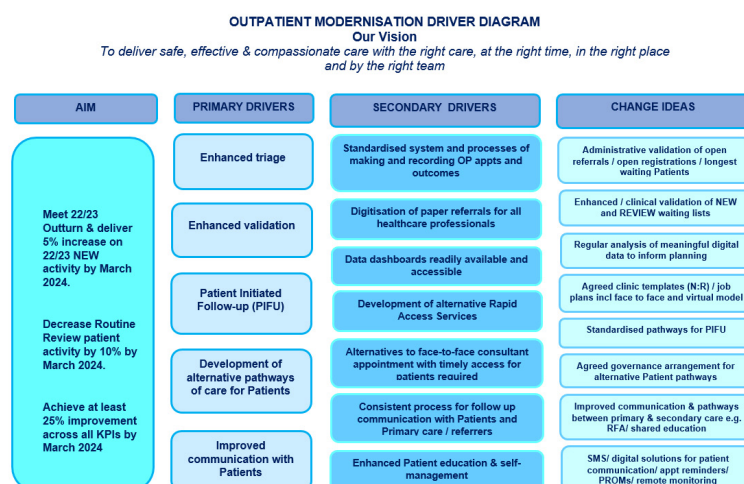 OUTPATIENT MODERNISATION DRIVER DIAGRAM
Our Vision
To deliver safe, effective & compassionate care with the right care, at the right time, in the right place
and by the right team
AIM
Meet 22/23
Outturn & deliver
5% increase on
22/23 NEW
activity by March
2024.
Decrease Routine
Review patient
activity by 10% by
March 2024.
Achieve at least
25% improvement
across all KPIs by
March 2024
PRIMARY DRIVERS
Enhanced triage
Enhanced validation
Patient Initiated
Follow-up (PIFU)
Development of
alternative pathways
of care for Patients
Improved
communication with
Patients
SECONDARY DRIVERS
Standardised system and processes of
making and recording OP appts and
outcomes
Digitisation of paper referrals for all
healthcare professionals
Data dashboards readily available and
accessible
Development of alternative Rapid
Access Services
Alternatives to face-to-face consultant
appointment with timely access for
patients required
Consistent process for follow up
communication with Patients and
Primary care / referrers
Enhanced Patient education & self-
management
CHANGE IDEAS
Administrative validation of open
referrals / open registrations / longest
waiting Patients
Enhanced / clinical validation of NEW
and REVIEW waiting lists
Regular analysis of meaningful digital
data to inform planning
Agreed clinic templates (N:R) / job
plans incl face to face and virtual model
Standardised pathways for PIFU
Agreed governance arrangement for
alternative Patient pathways
Improved communication & pathways
between primary & secondary care e.g.
RFA/ shared education
SMS/ digital solutions for patient
communication/ appt reminders/
PROMs/ remote monitoring